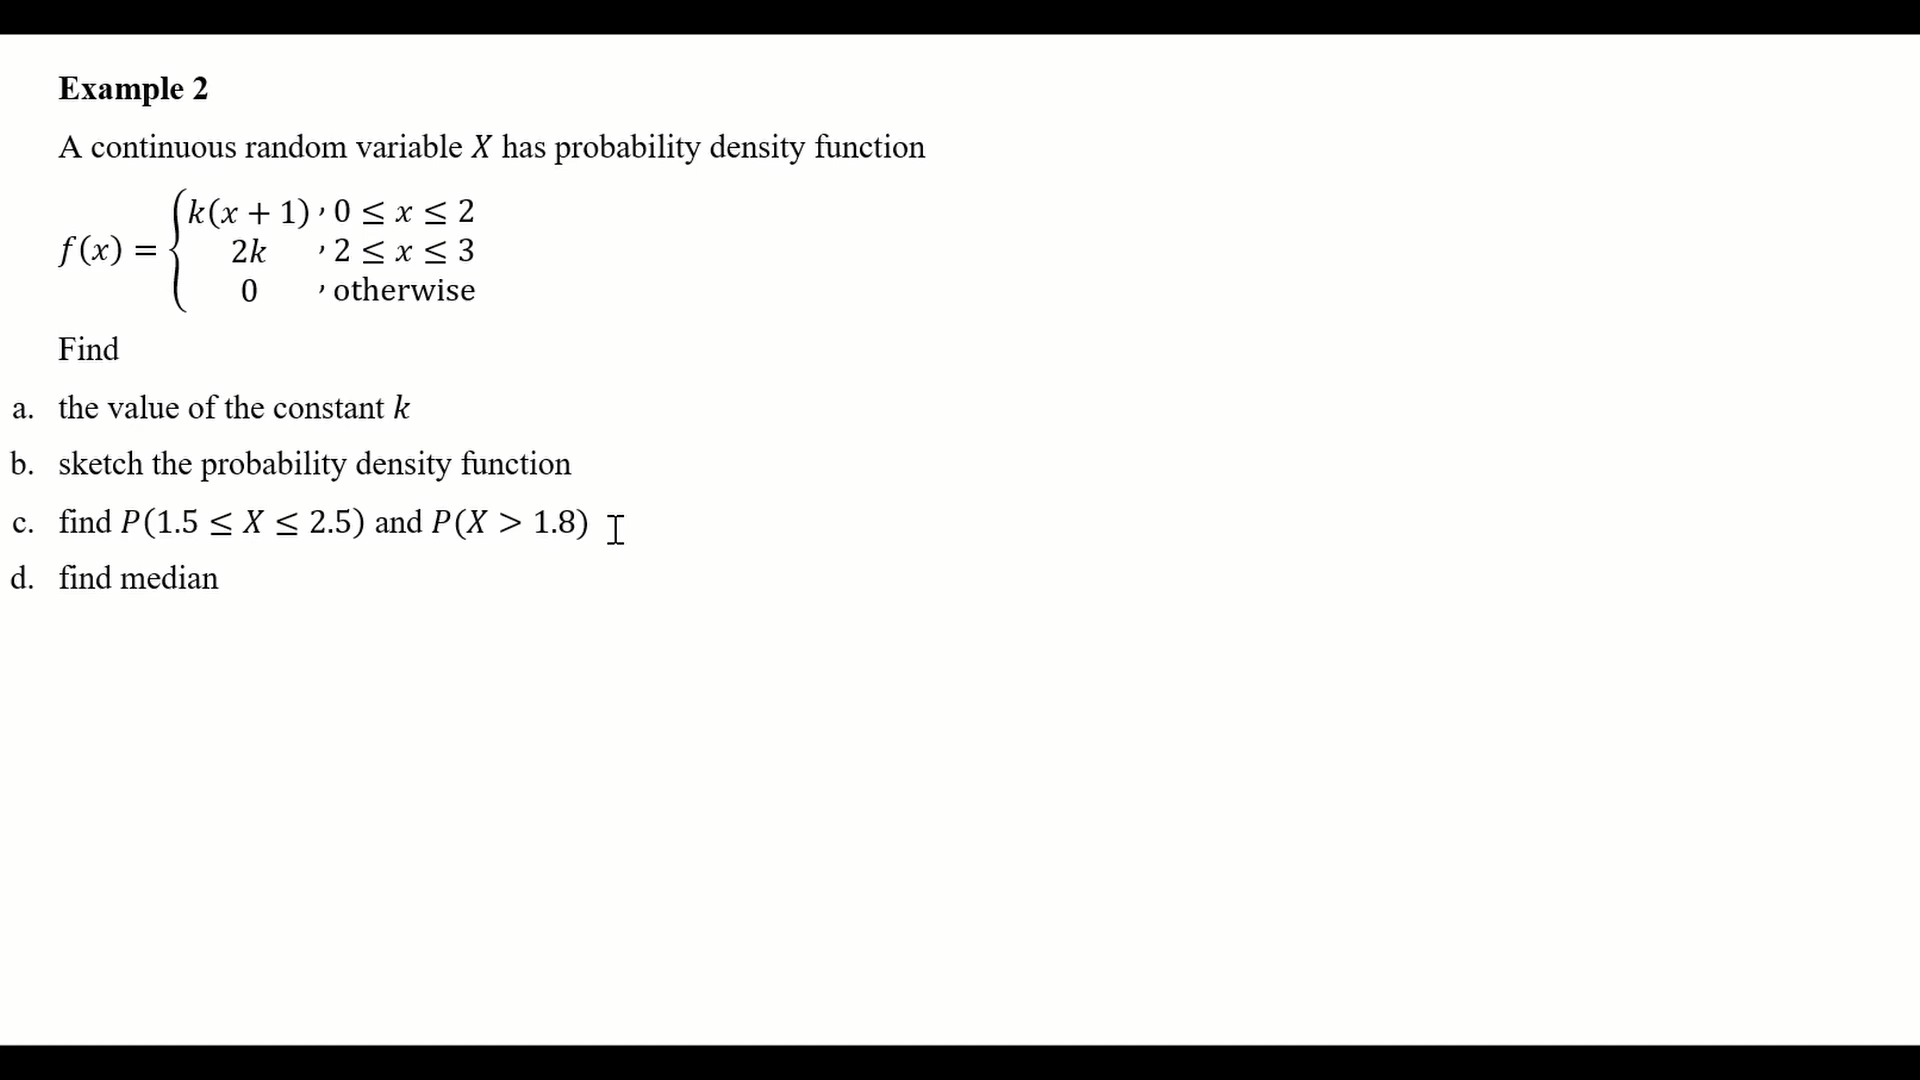 Example 2
A continuous random variable X has probability density function
f(x) = { k(x + 1) , 0 ≤ x ≤ 2
2k , 2 ≤ x ≤ 3
0 , otherwise
Find
a. the value of the constant k
b. sketch the probability density function
c. find P(1.5 ≤ X ≤ 2.5) and P(X > 1.8)
d. find median